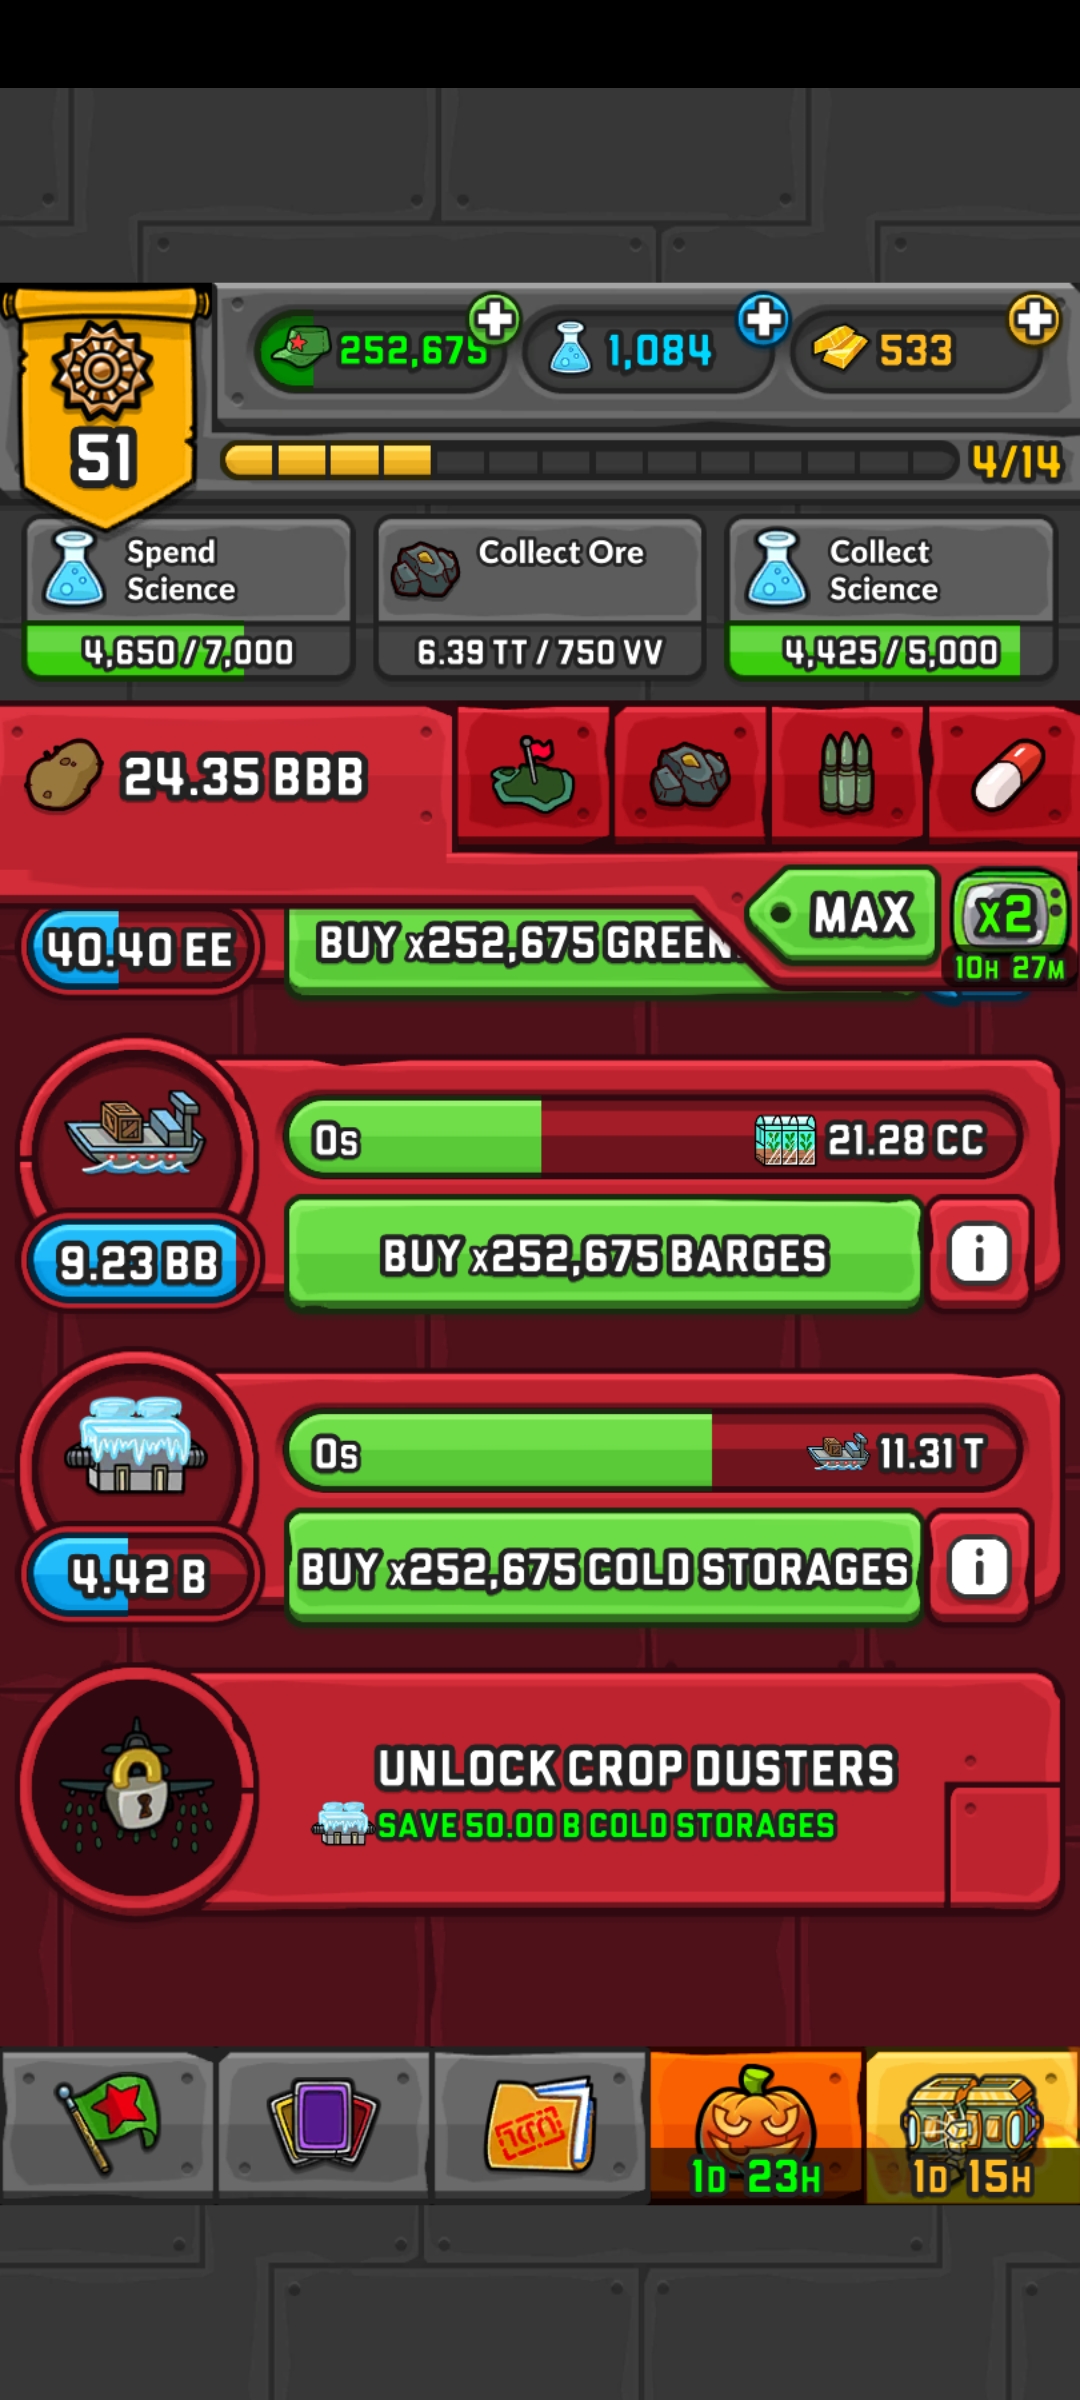 252,675
1,084
533
51
4/14
Spend
Science
4,650/7,000
Collect Ore
6.39 TT / 750 VV
Collect
Science
4,425/5,000
24.35 BBB
MAX
x2
10H 27M
40.40 EE
BUY x252,675 GREEN
0s
21.28 CC
9.23 BB
BUY x252,675 BARGES
i
0s
11.31 T
4.42 B
BUY x252,675 COLD STORAGES
i
UNLOCK CROP DUSTERS
SAVE 50.00 B COLD STORAGES
1D 23H
1D 15H